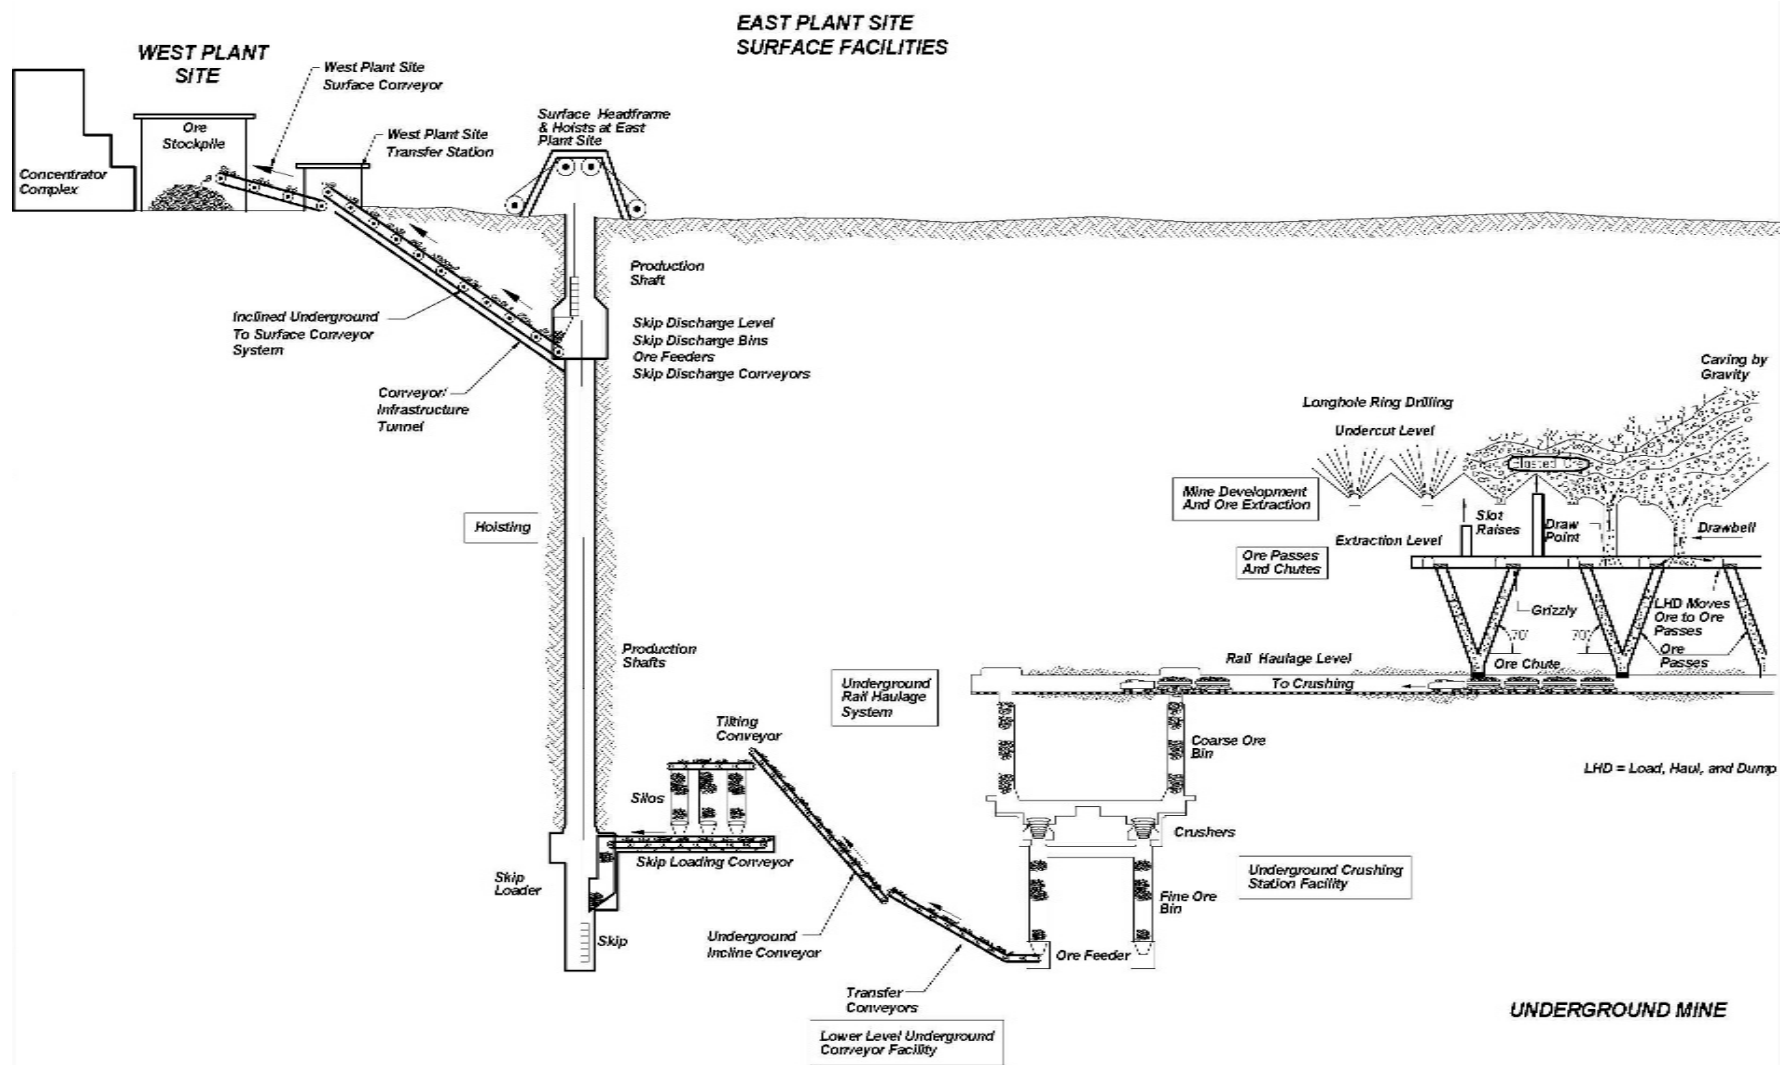 EAST PLANT SITE
SURFACE FACILITIES
WEST PLANT
SITE
West Plant Site
Surface Conveyor
Ore
Stockpile
West Plant Site
Transfer Station
Surface Headframe
& Hoists at East
Plant Site
Concentrator
Complex
Production
Shaft
Inclined Underground
To Surface Conveyor
System
Skip Discharge Level
Skip Discharge Bins
Ore Feeders
Skip Discharge Conveyors
Conveyor/
Infrastructure
Tunnel
Caving by
Gravity
Longhole Ring Drilling
Undercut Level
Blasted Ore
Mine Development
And Ore Extraction
Hoisting
Slot
Raises
Draw
Point
Drawbell
Extraction Level
Ore Passes
And Chutes
Grizzly
LHD Moves
Ore to Ore
Passes
70°
70°
Ore
Passes
Production
Shafts
Rail Haulage Level
Ore Chute
Underground
Rail Haulage
System
To Crushing
Tilting
Conveyor
Coarse Ore
Bin
LHD = Load, Haul, and Dump
Silos
Crushers
Skip Loading Conveyor
Skip
Loader
Underground Crushing
Station Facility
Fine Ore
Bin
Skip
Underground
Incline Conveyor
Ore Feeder
Transfer
Conveyors
UNDERGROUND MINE
Lower Level Underground
Conveyor Facility